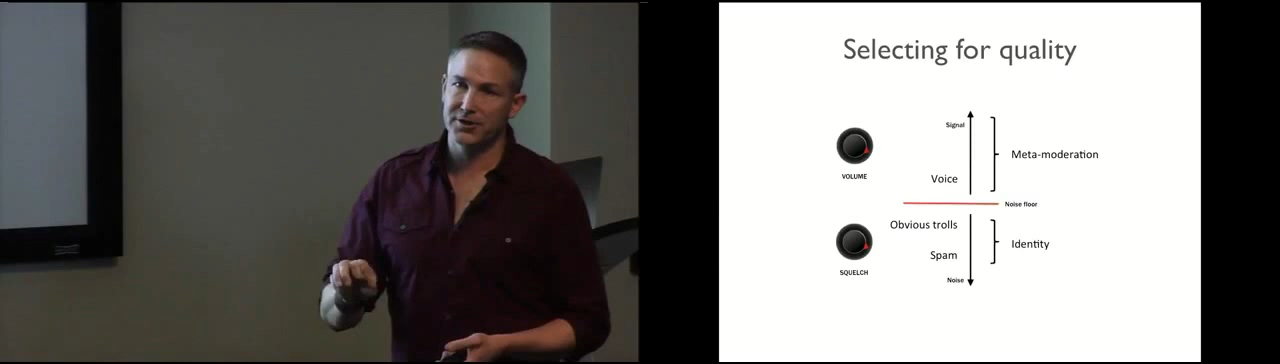 Selecting for quality
Signal
Meta-moderation
VOLUME
Voice
Noise floor
Obvious trolls
Identity
Spam
SQUELCH
Noise